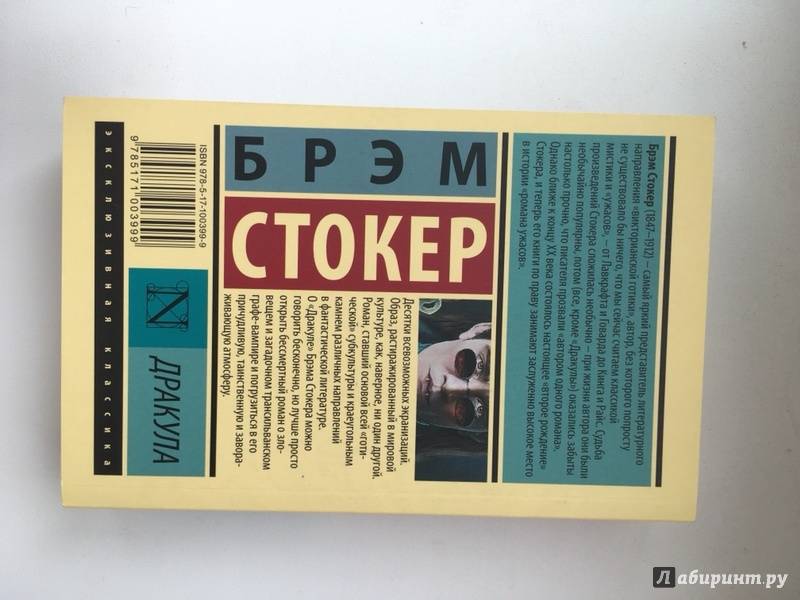 Брэм Стокер (1847–1912) – самый яркий представитель литературного
направления «викторианской готики», автор, без которого попросту
не существовало бы ничего, что мы сейчас считаем классикой
мистики и «ужасов», – от Лавкрафта и Говарда до Кинга и Райс. Судьба
произведений Стокера сложилась необычно – при жизни автора они были
необычайно популярны, потом (все, кроме «Дракулы») оказались забыты
настолько прочно, что писателя прозвали «автором одного романа».
Однако ближе к концу XX века состоялось настоящее «второе рождение»
Стокера, и теперь его книги по праву занимают заслуженно высокое место
в истории «романа ужасов».
БРЭМ
СТОКЕР
Десятки всевозможных экранизаций.
Образ, растиражированный в мировой
культуре, как, наверное, ни один другой.
Роман, ставший основой всей «готи-
ческой» субкультуры и краеугольным
камнем различных направлений
в фантастической литературе.
О «Дракуле» Брэма Стокера можно
говорить бесконечно, но лучше просто
открыть бессмертный роман о зло-
вещем и загадочном трансильванском
графе-вампире и погрузиться в его
причудливую, таинственную и завора-
живающую атмосферу.
ISBN 978-5-17-100399-9
9 785171 003999
N
ДРАКУЛА
эксклюзивная классика
Лабиринт.ру